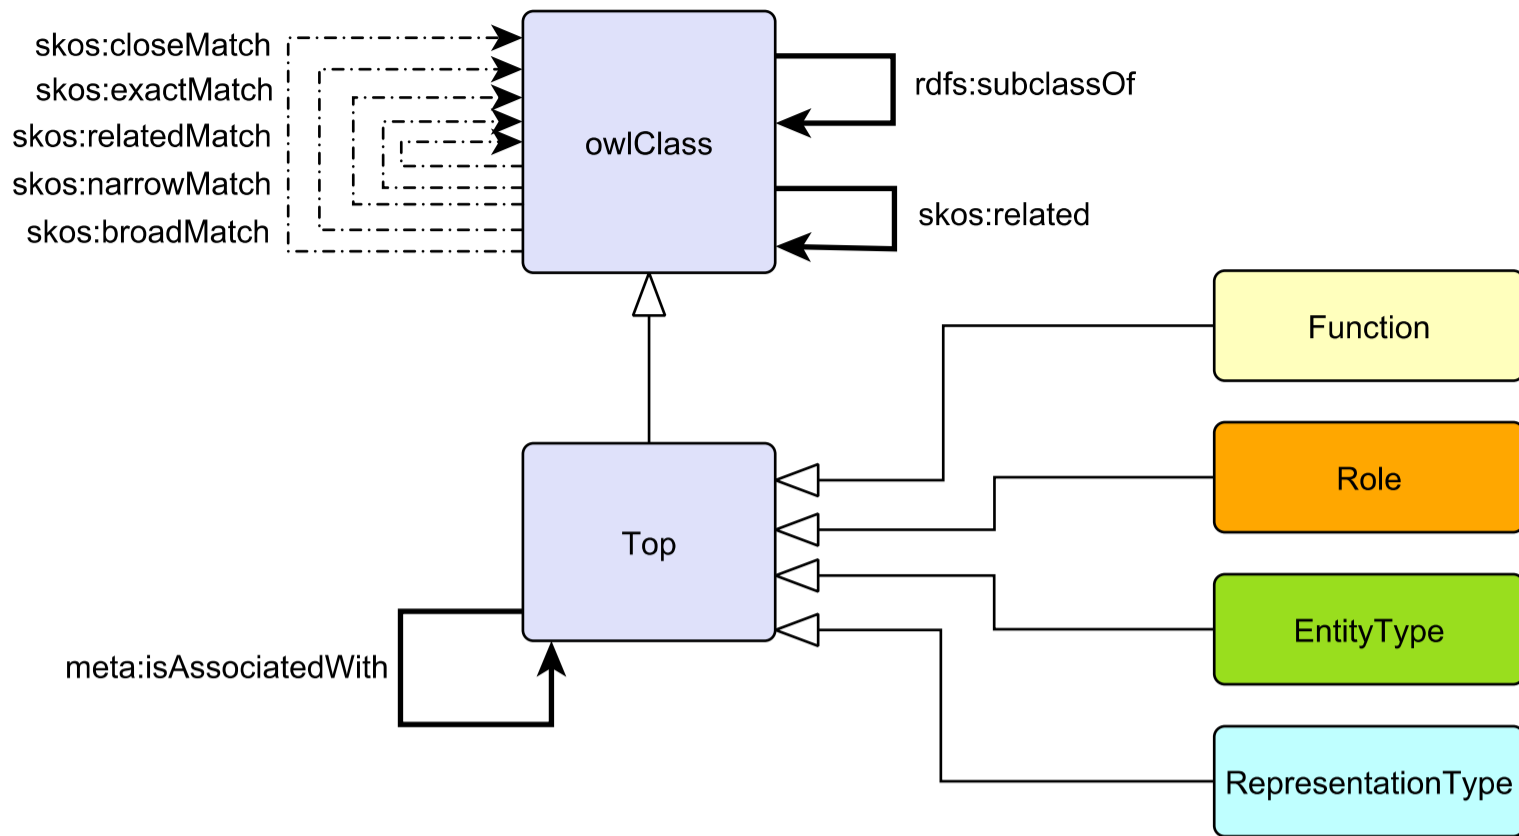 skos:closeMatch
skos:exactMatch
skos:relatedMatch
skos:narrowMatch
skos:broadMatch
owlClass
rdfs:subclassOf
skos:related
Function
Role
Top
EntityType
meta:isAssociatedWith
RepresentationType